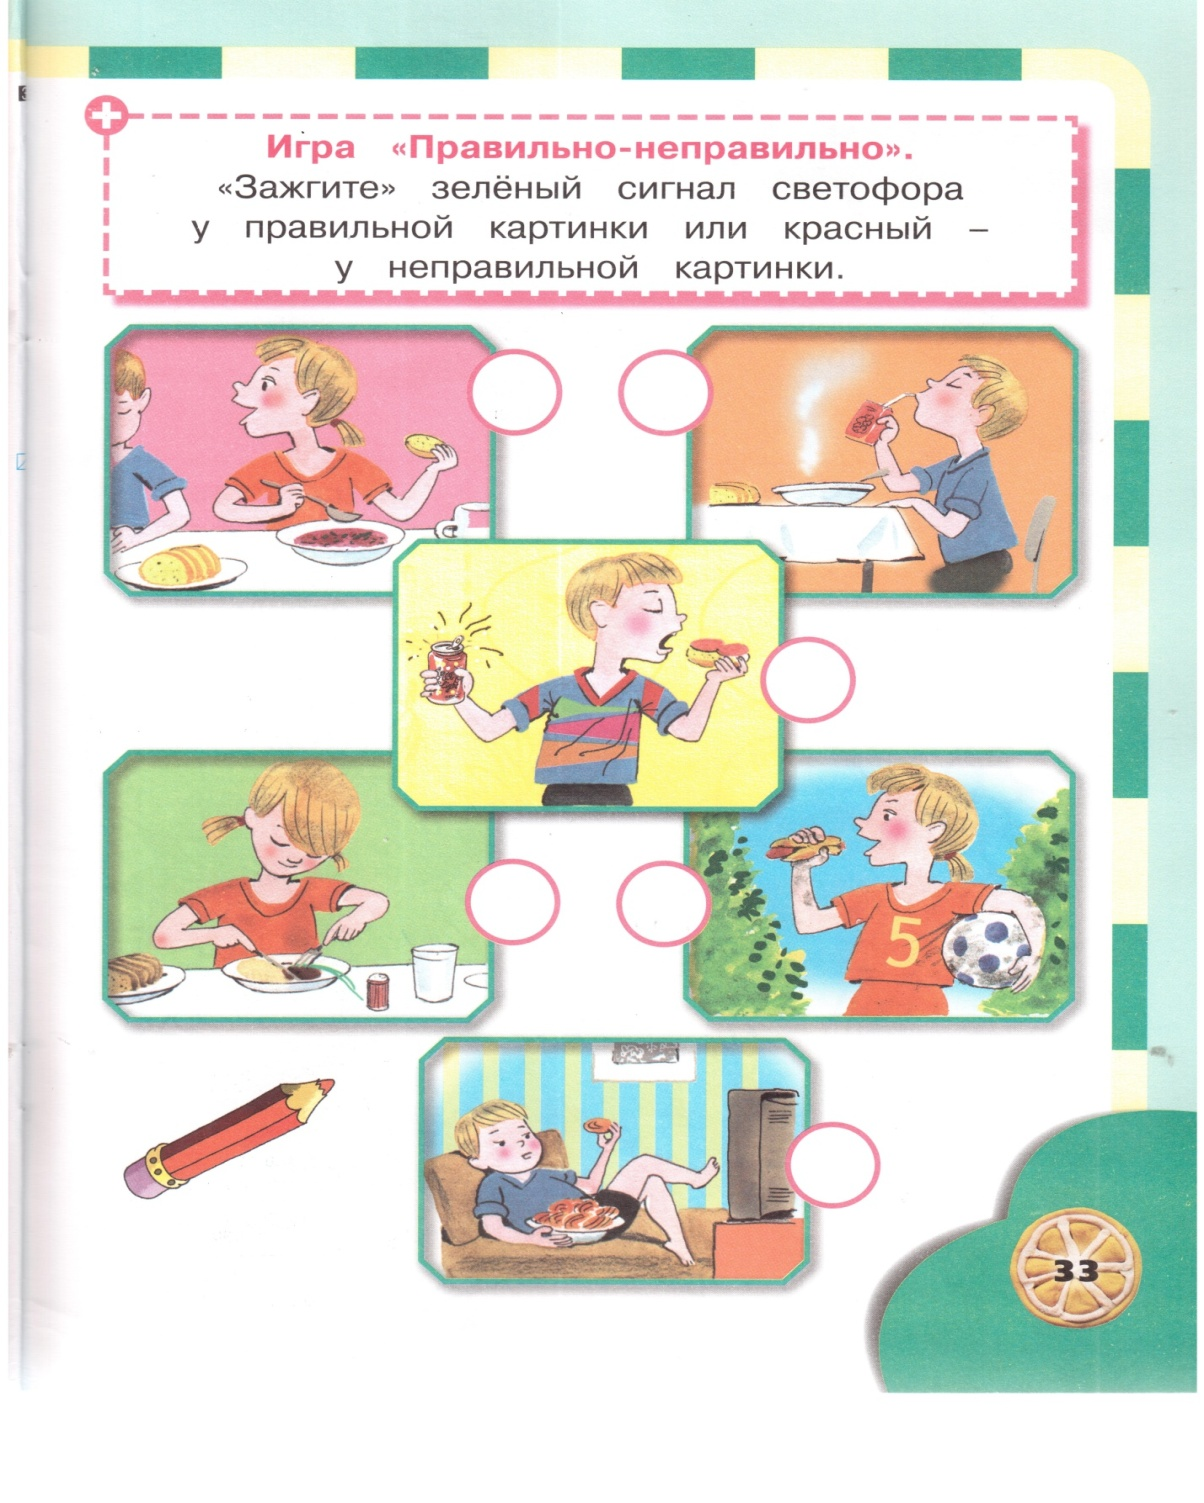 Игра «Правильно-неправильно».
«Зажгите» зелёный сигнал светофора
у правильной картинки или красный –
у неправильной картинки.
5
33